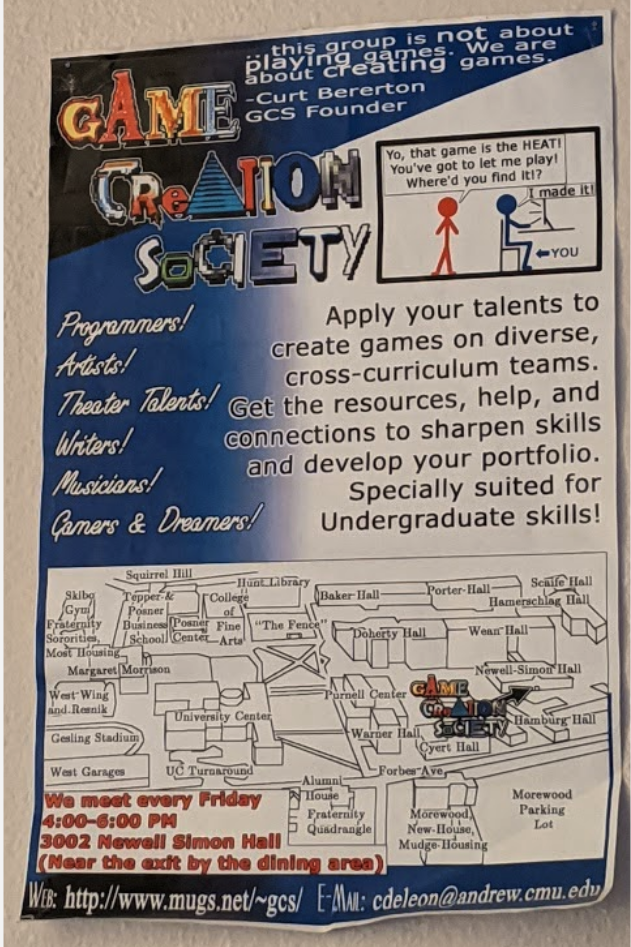 ... this group is not about
playing games. We are
about creating games.
-Curt Bererton
GCS Founder
GAME
CReATION
SoCIETY
Yo, that game is the HEAT!
You've got to let me play!
Where'd you find it!?
I made it!
YOU
Programmers!
Artists!
Theater Talents!
Writers!
Musicians!
Gamers & Dreamers!
Apply your talents to
create games on diverse,
cross-curriculum teams.
Get the resources, help, and
connections to sharpen skills
and develop your portfolio.
Specially suited for
Undergraduate skills!
Squirrel Hill
Hunt Library
Skibo
Gym
Fraternity
Sororities,
Most Housing
Tepper &
Posner
Business
School
Posner
Center
College
of
Fine
Arts
"The Fence"
Baker Hall
Porter Hall
Scaife Hall
Hamerschlag Hall
Doherty Hall
Wean Hall
Margaret Morrison
Newell-Simon Hall
West Wing
and Resnik
University Center
Purnell Center
GAME
CReATION
SoCIETY
Hamburg Hall
Gesling Stadium
Warner Hall
Cyert Hall
West Garages
UC Turnaround
Forbes Ave.
Alumni
House
Fraternity
Quadrangle
Morewood,
New House,
Mudge Housing
Morewood
Parking
Lot
We meet every Friday
4:00-6:00 PM
3002 Newell Simon Hall
(Near the exit by the dining area)
WEB: http://www.mugs.net/~gcs/ E-MAIL: cdeleon@andrew.cmu.edu